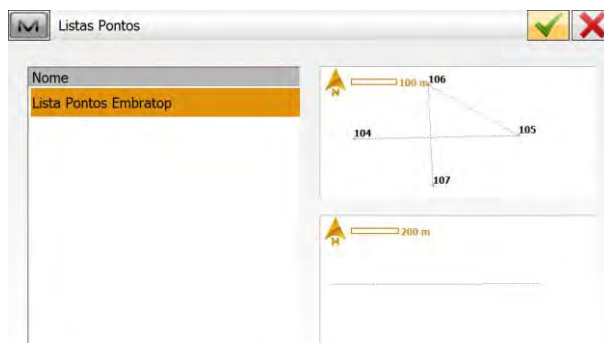 Listas Pontos
Nome
Lista Pontos Embratop
N
100 m
106
104
105
107
N
200 m